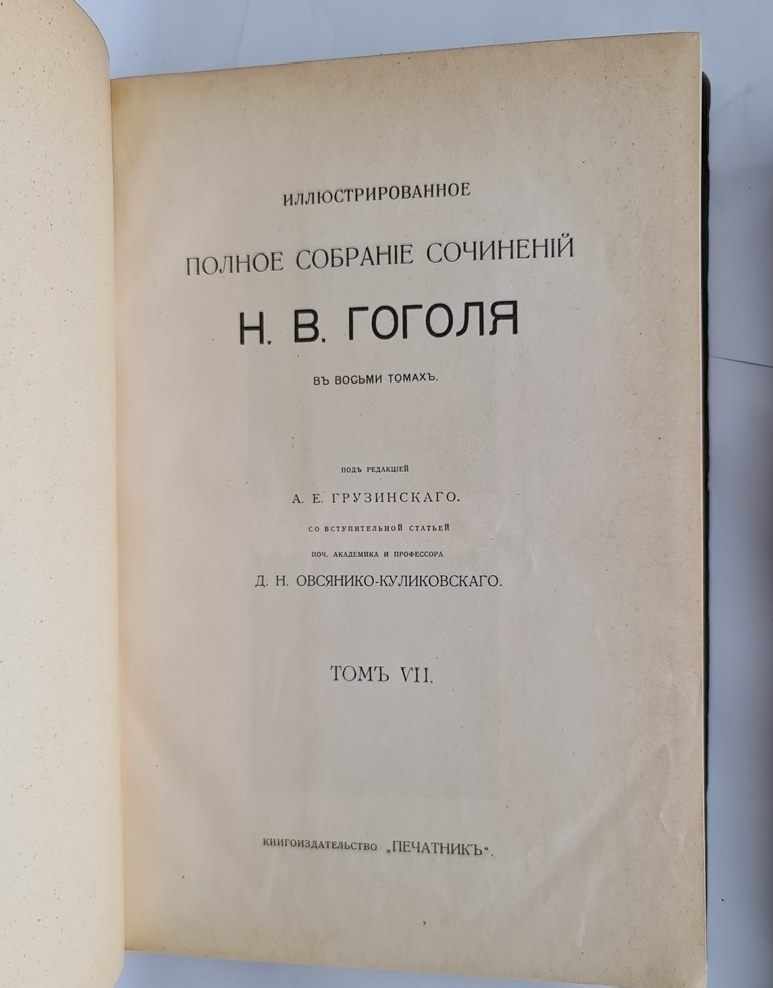 ИЛЛЮСТРИРОВАННОЕ
ПОЛНОЕ СОБРАНІЕ СОЧИНЕНІЙ
Н. В. ГОГОЛЯ
ВЪ ВОСЬМИ ТОМАХЪ.
ПОДЪ РЕДАКЦІЕЙ
А. Е. ГРУЗИНСКАГО.
СО ВСТУПИТЕЛЬНОЙ СТАТЬЕЙ
ПОЧ. АКАДЕМИКА И ПРОФЕССОРА
Д. Н. ОВСЯНИКО-КУЛИКОВСКАГО.
ТОМЪ VII.
КНИГОИЗДАТЕЛЬСТВО „ПЕЧАТНИКЪ“.